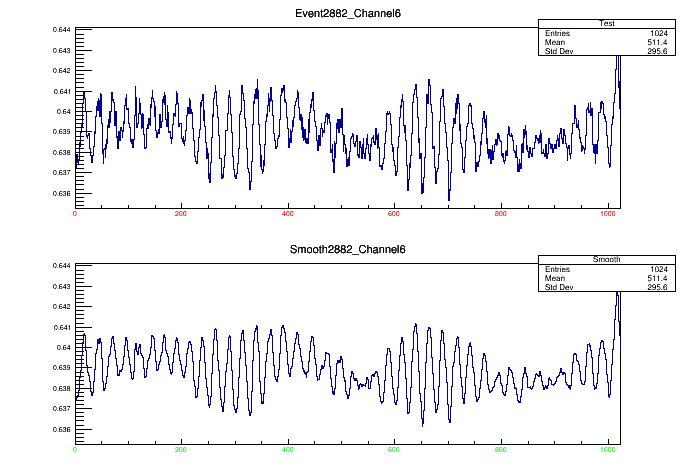 Event2882_Channel6
Test
Entries 1024
Mean 511.4
Std Dev 295.6
0.644
0.643
0.642
0.641
0.64
0.639
0.638
0.637
0.636
0 200 400 600 800 1000
Smooth2882_Channel6
Smooth
Entries 1024
Mean 511.4
Std Dev 295.6
0.644
0.643
0.642
0.641
0.64
0.639
0.638
0.637
0.636
0 200 400 600 800 1000